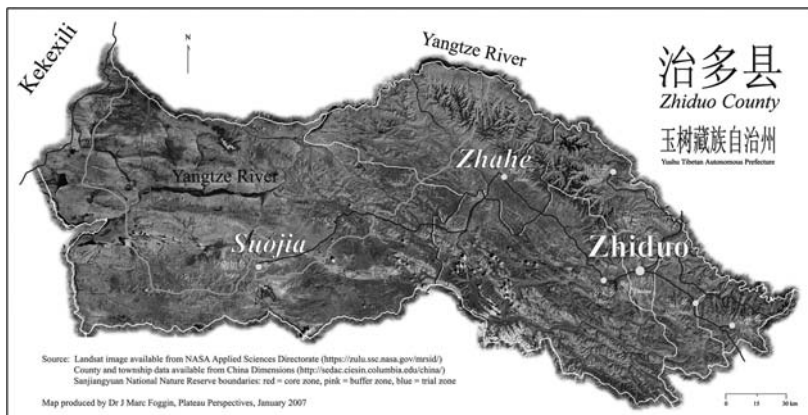 Kekexili
N
Yangtze River
治多县
Zhiduo County
玉树藏族自治州
Yushu Tibetan Autonomous Prefecture
Zhahe
Yangtze River
Suojia
Zhiduo
Source: Landsat image available from NASA Applied Sciences Directorate (https://zulu.ssc.nasa.gov/mrsid/)
County and township data available from China Dimensions (http://sedac.ciesin.columbia.edu/china/)
Sanjiangyuan National Nature Reserve boundaries: red = core zone, pink = buffer zone, blue = trial zone
Map produced by Dr J Marc Foggin, Plateau Perspectives, January 2007
0 15 30 km